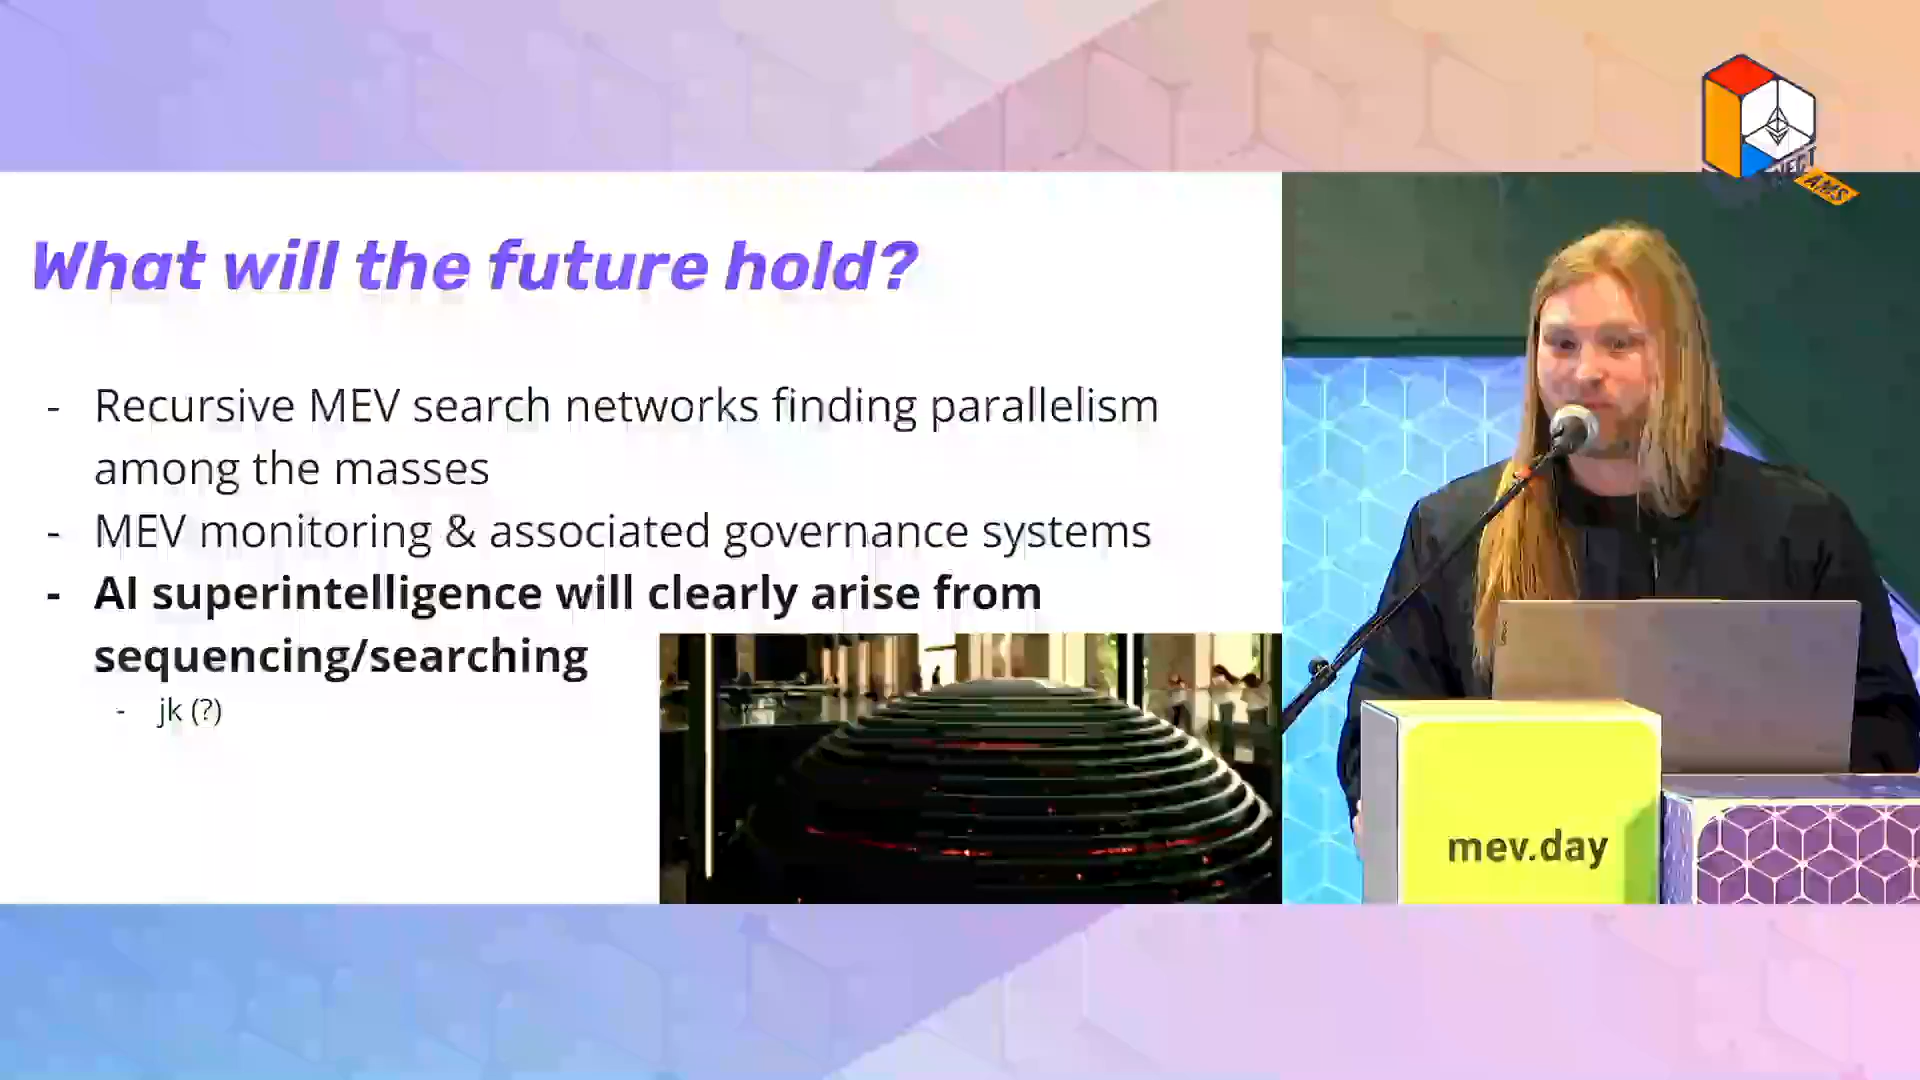 What will the future hold?
- Recursive MEV search networks finding parallelism
among the masses
- MEV monitoring & associated governance systems
- AI superintelligence will clearly arise from
sequencing/searching
- jk (?)
AMS
mev.day